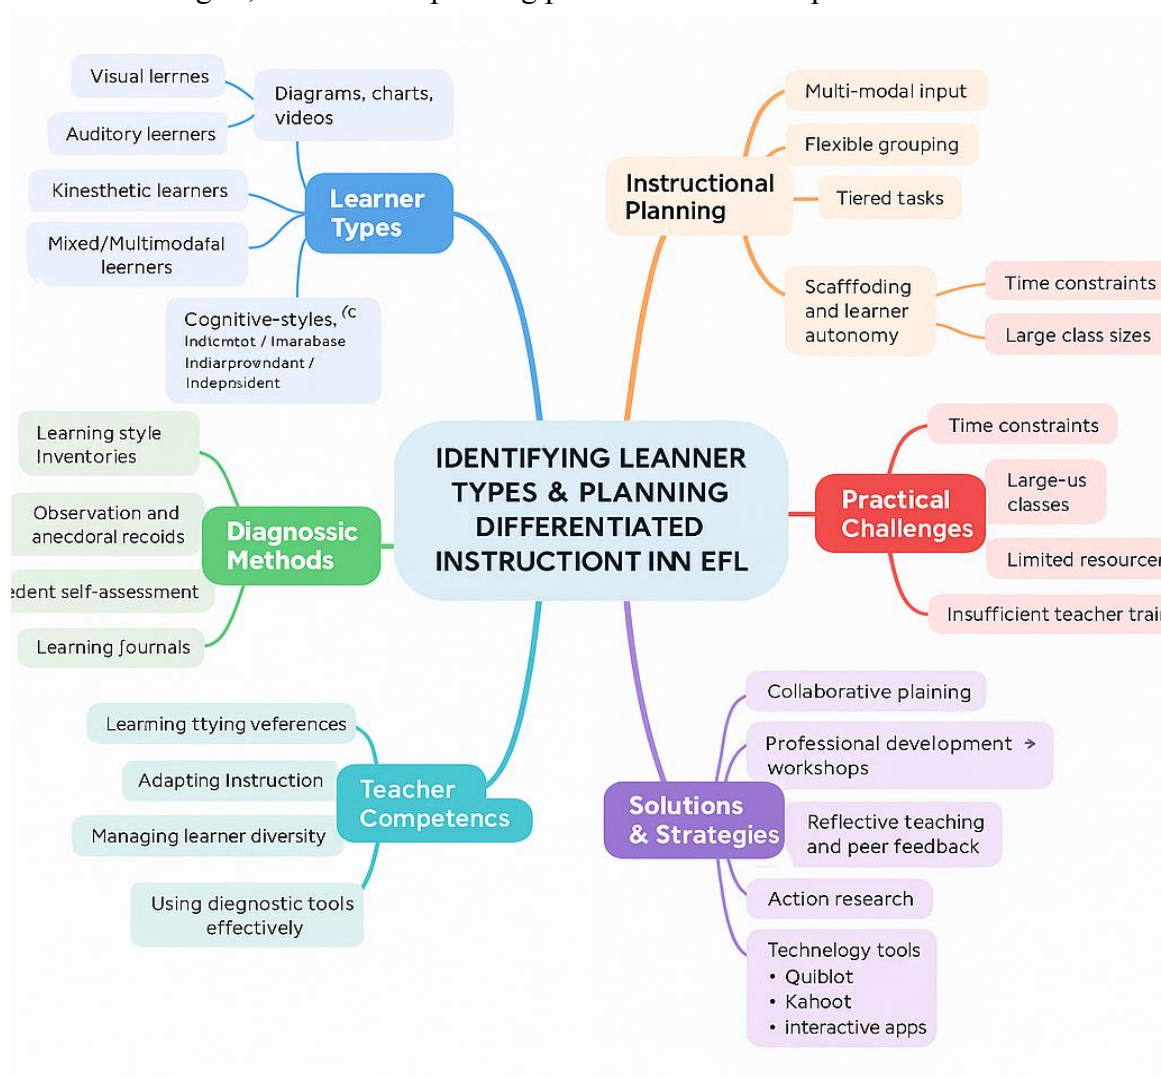 Visual lerrnes
Auditory leerners
Diagrams, charts,
videos
Kinesthetic learners
Mixed/Multimodafal
leerners
Learner
Types
Cognitive-styles, (c
Indicmtot / Imarabase
Indiarprowndant /
Indepnsident
Instructional
Planning
Multi-modal input
Flexible grouping
Tiered tasks
Scafffoding
and learner
autonomy
Time constraints
Large class sizes
IDENTIFYING LEANNER
TYPES & PLANNING
DIFFERENTIATED
INSTRUCTIONT INN EFL
Learning style
Inventories
Observation and
anecdoral recoids
edent self-assessment
Learning Journals
Diagnossic
Methods
Practical
Challenges
Time constraints
Large-us
classes
Limited resourcer
Insufficient teacher trai
Learming ttying veferences
Adapting Instruction
Managing learner diversity
Using diegnostic tools
effectively
Teacher
Competencs
Solutions
& Strategies
Collaborative plaining
Professional development →
workshops
Reflective teaching
and peer feedback
Action research
Technelogy tools
• Quiblot
• Kahoot
• interactive apps